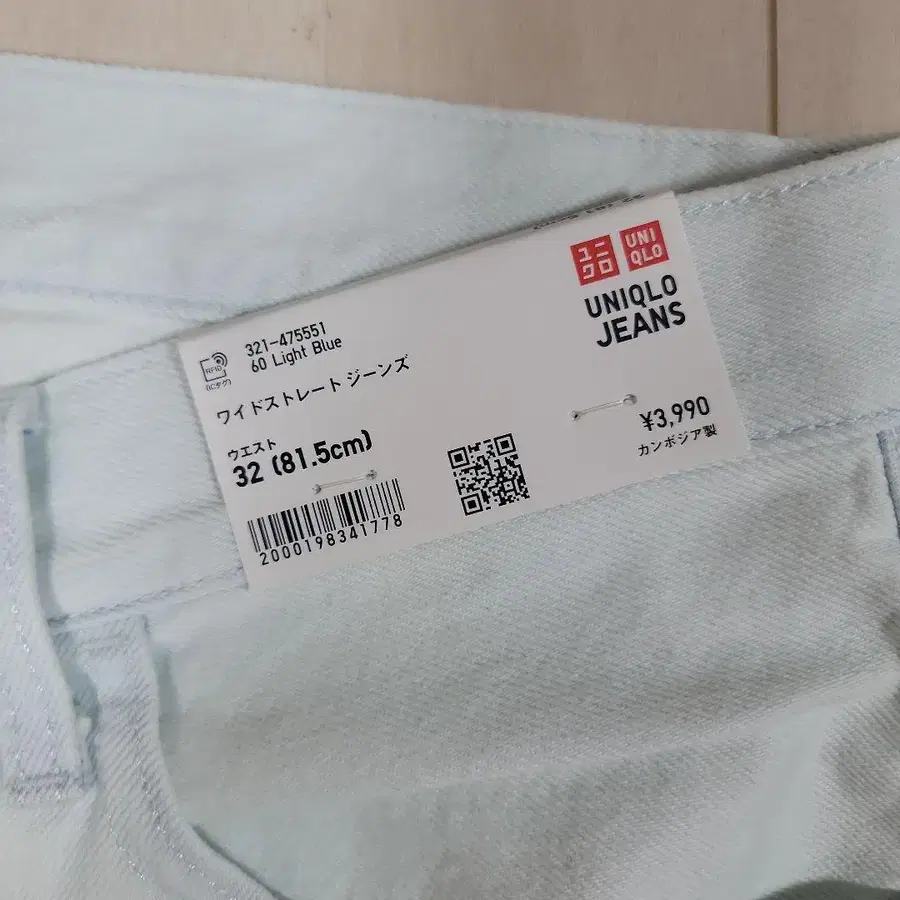 ユニ
クロ
UNI
QLO
UNIQLO
JEANS
321-475551
60 Light Blue
RFID
(ICタグ)
ワイドストレートジーンズ
ウエスト
32 (81.5cm)
2000198341778
¥3,990
カンボジア製